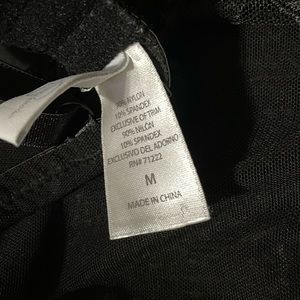 90% NYLON
10% SPANDEX
EXCLUSIVE OF TRIM
90% NILÓN
10% SPANDEX
EXCLUSIVO DEL ADORNO
RN# 71222
M
MADE IN CHINA